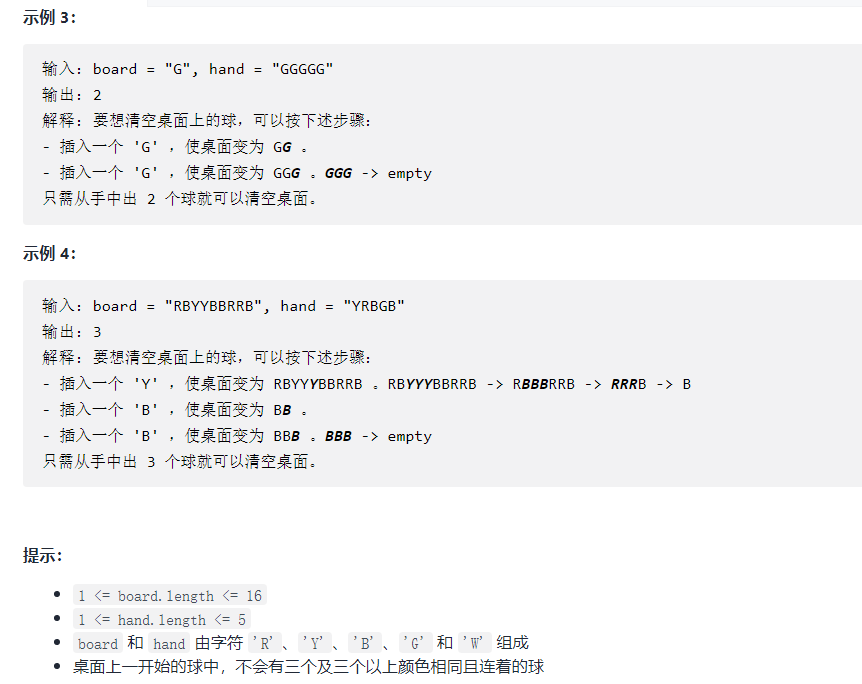 示例 3：
输入：board = "G", hand = "GGGGG"
输出：2
解释：要想清空桌面上的球，可以按下述步骤：
- 插入一个 'G' ，使桌面变为 GG 。
- 插入一个 'G' ，使桌面变为 GGG 。GGG -> empty
只需从手中出 2 个球就可以清空桌面。
示例 4：
输入：board = "RBYYBBRRB", hand = "YRBGB"
输出：3
解释：要想清空桌面上的球，可以按下述步骤：
- 插入一个 'Y' ，使桌面变为 RBYYYBBRRB 。RBYYYBBRRB -> RBBBRRB -> RRRB -> B
- 插入一个 'B' ，使桌面变为 BB 。
- 插入一个 'B' ，使桌面变为 BBB 。BBB -> empty
只需从手中出 3 个球就可以清空桌面。
提示：
1 <= board.length <= 16
1 <= hand.length <= 5
board 和 hand 由字符 'R'、'Y'、'B'、'G' 和 'W' 组成
桌面上一开始的球中，不会有三个及三个以上颜色相同且连着的球